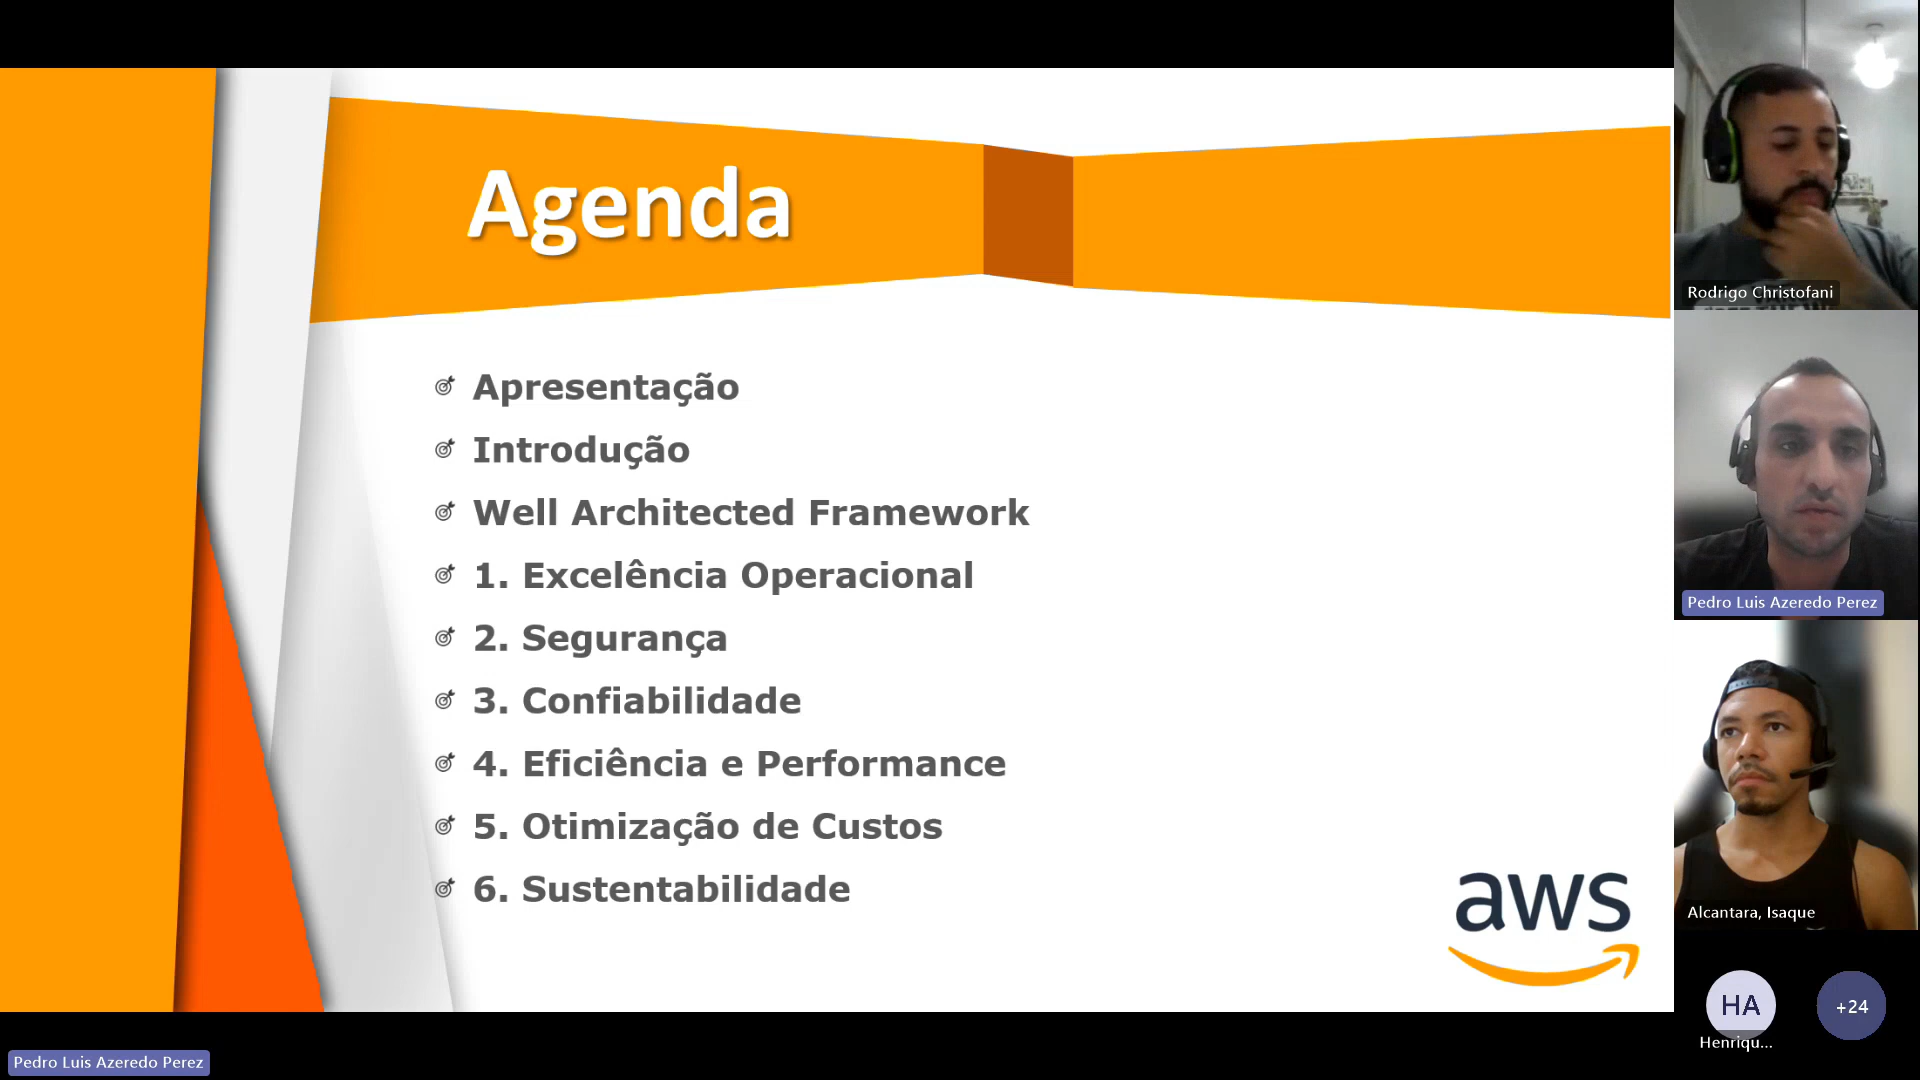 Agenda
Apresentação
Introdução
Well Architected Framework
1. Excelência Operacional
2. Segurança
3. Confiabilidade
4. Eficiência e Performance
5. Otimização de Custos
6. Sustentabilidade
aws
Rodrigo Christofani
Pedro Luis Azeredo Perez
Alcantara, Isaque
HA
+24
Henriqu...
Pedro Luis Azeredo Perez